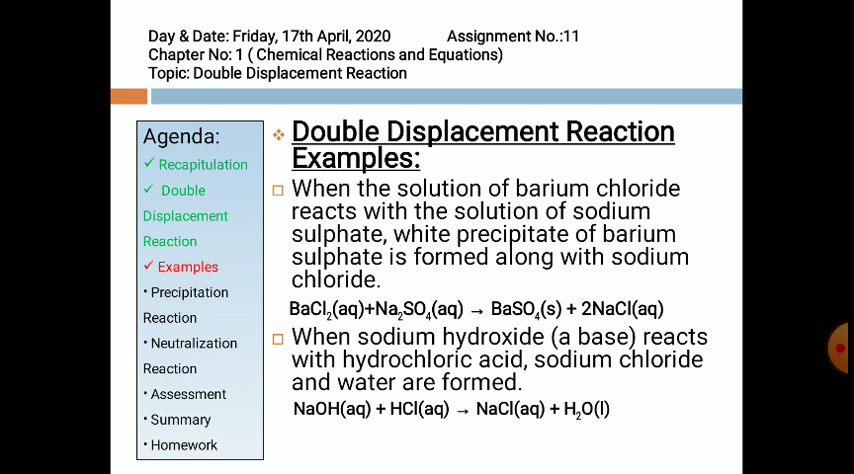 Day & Date: Friday, 17th April, 2020 Assignment No.:11
Chapter No: 1 ( Chemical Reactions and Equations)
Topic: Double Displacement Reaction
Agenda:
✓ Recapitulation
✓ Double
Displacement
Reaction
✓ Examples
• Precipitation
Reaction
• Neutralization
Reaction
• Assessment
• Summary
• Homework
❖ Double Displacement Reaction
Examples:
□ When the solution of barium chloride
reacts with the solution of sodium
sulphate, white precipitate of barium
sulphate is formed along with sodium
chloride.
BaCl₂(aq)+Na₂SO₄(aq) → BaSO₄(s) + 2NaCl(aq)
□ When sodium hydroxide (a base) reacts
with hydrochloric acid, sodium chloride
and water are formed.
NaOH(aq) + HCl(aq) → NaCl(aq) + H₂O(l)